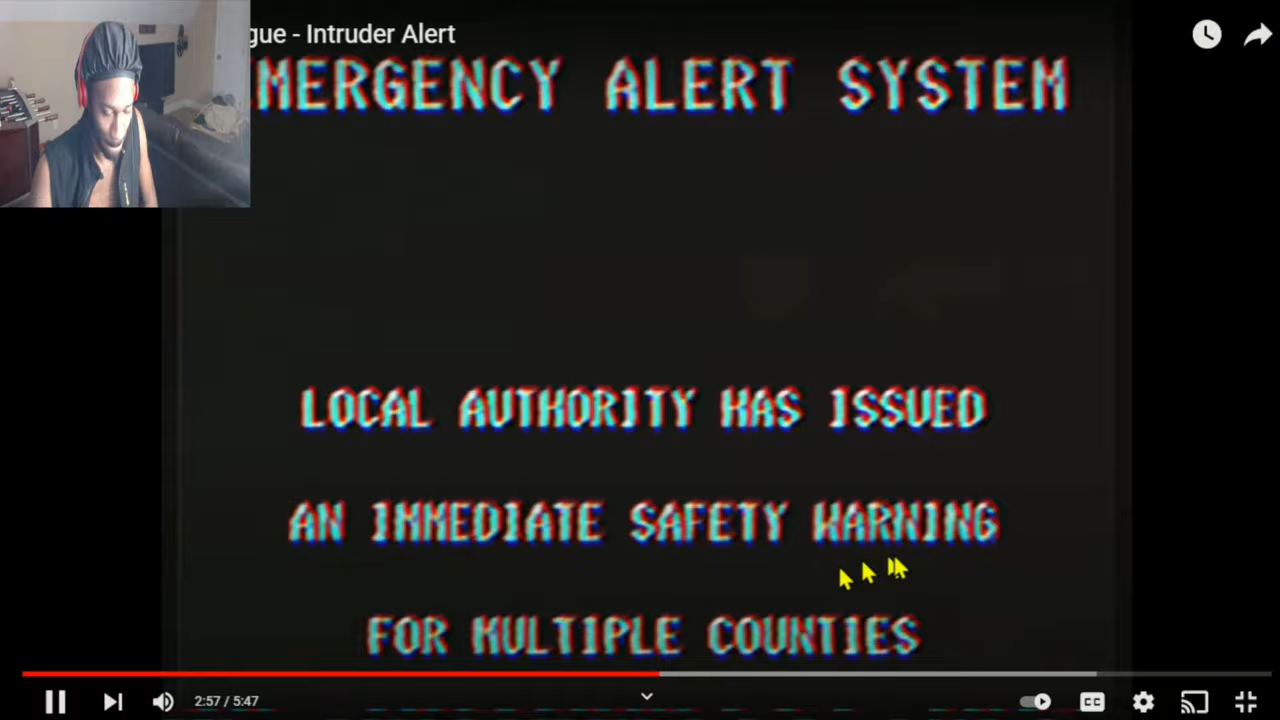 gue - Intruder Alert
MERGENCY ALERT SYSTEM
LOCAL AUTHORITY HAS ISSUED
AN IMMEDIATE SAFETY WARNING
FOR MULTIPLE COUNTIES
2:57 / 5:47
CC